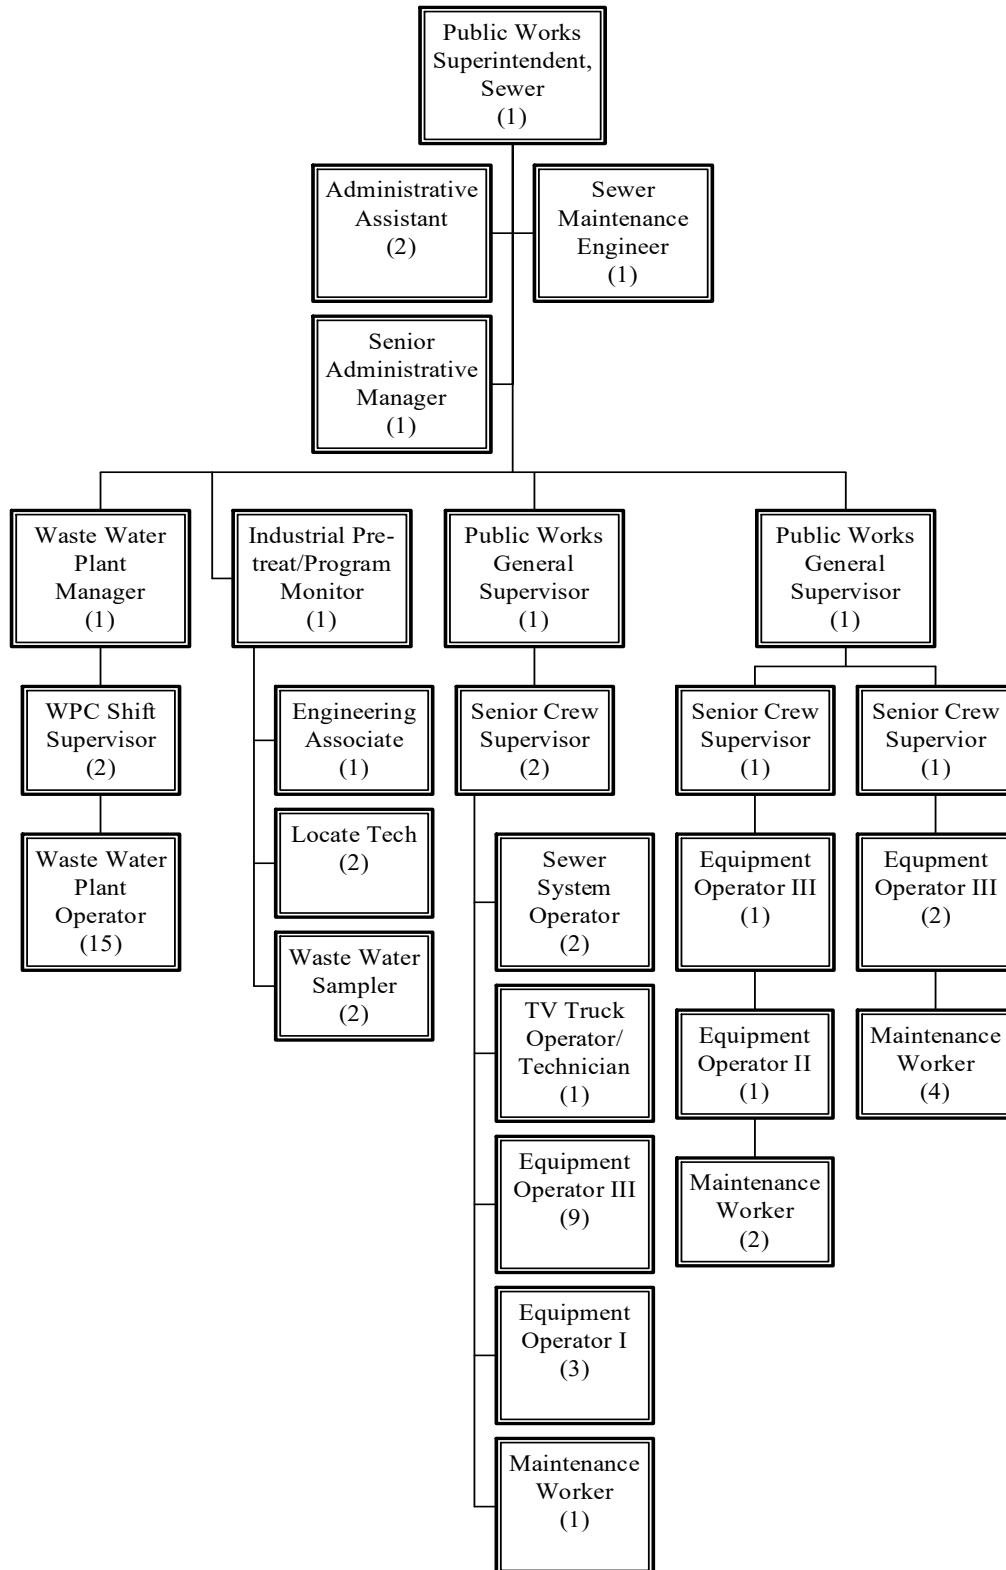 Public Works
Superintendent,
Sewer
(1)
Administrative
Assistant
(2)
Sewer
Maintenance
Engineer
(1)
Senior
Administrative
Manager
(1)
Waste Water
Plant
Manager
(1)
Industrial Pre-
treat/Program
Monitor
(1)
Public Works
General
Supervisor
(1)
Public Works
General
Supervisor
(1)
WPC Shift
Supervisor
(2)
Engineering
Associate
(1)
Senior Crew
Supervisor
(2)
Senior Crew
Supervisor
(1)
Senior Crew
Supervior
(1)
Waste Water
Plant
Operator
(15)
Locate Tech
(2)
Sewer
System
Operator
(2)
Equipment
Operator III
(1)
Equpment
Operator III
(2)
Waste Water
Sampler
(2)
TV Truck
Operator/
Technician
(1)
Equipment
Operator II
(1)
Maintenance
Worker
(4)
Equipment
Operator III
(9)
Maintenance
Worker
(2)
Equipment
Operator I
(3)
Maintenance
Worker
(1)